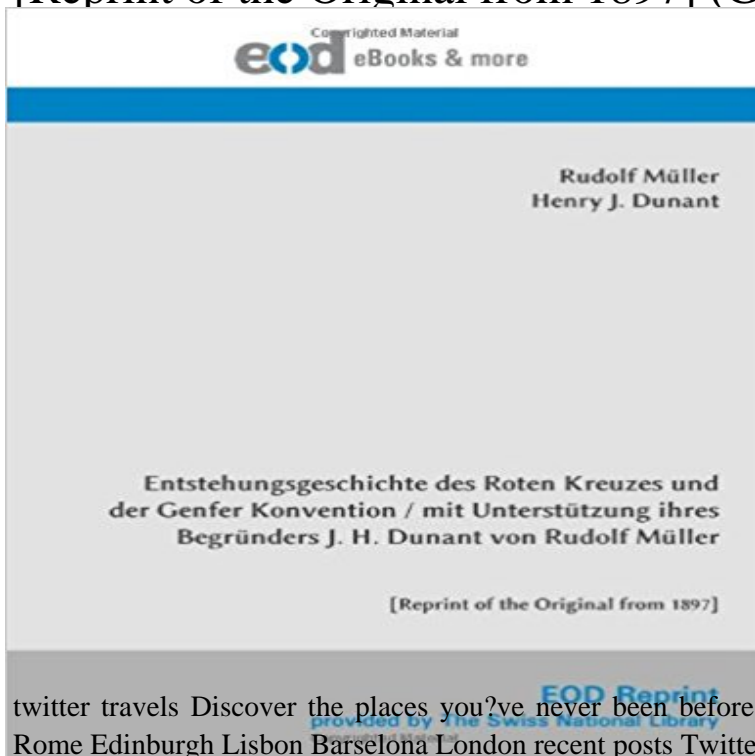 [Reprint of the Original from 1897] (G
Copyrighted Material
eod eBooks & more
Rudolf Müller
Henry J. Dunant
Entstehungsgeschichte des Roten Kreuzes und
der Genfer Konvention / mit Unterstützung ihres
Begründers J. H. Dunant von Rudolf Müller
[Reprint of the Original from 1897]
EOD Reprint
twitter travels Discover the places you?ve never been before
provided by The Swiss National Library
Copyrighted Material
Rome Edinburgh Lisbon Barselona London recent posts Twitte